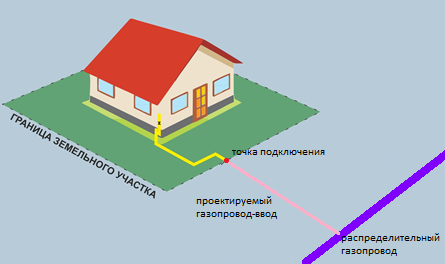 ГРАНИЦА ЗЕМЕЛЬНОГО УЧАСТКА
точка подключения
проектируемый
газопровод-ввод
распределительный
газопровод